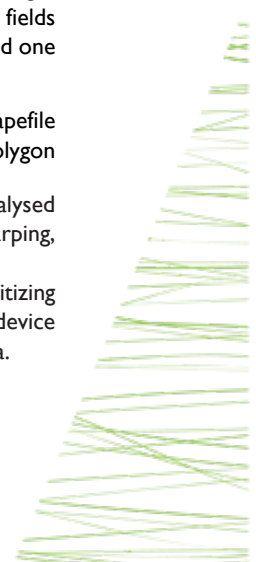 fields
d one
apefile
olygon
alysed
arping,
itizing
device
a.